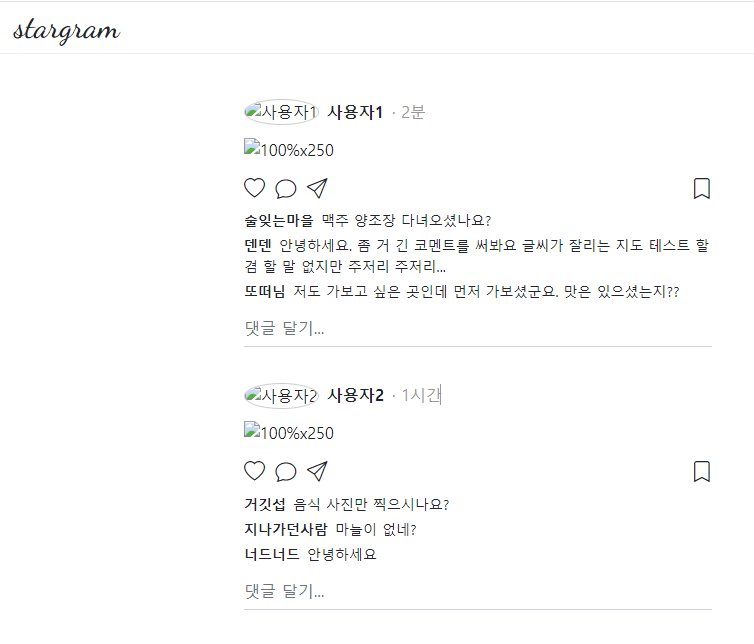 stargram
사용자1 사용자1 · 2분
100%x250
술잊는마을 맥주 양조장 다녀오셨나요?
덴덴 안녕하세요. 좀 거 긴 코멘트를 써봐요 글씨가 잘리는 지도 테스트 할
겸 할 말 없지만 주저리 주저리...
또떠님 저도 가보고 싶은 곳인데 먼저 가보셨군요. 맛은 있으셨는지??
댓글 달기...
사용자2 사용자2 · 1시간
100%x250
거깃섭 음식 사진만 찍으시나요?
지나가던사람 마늘이 없네?
너드너드 안녕하세요
댓글 달기...